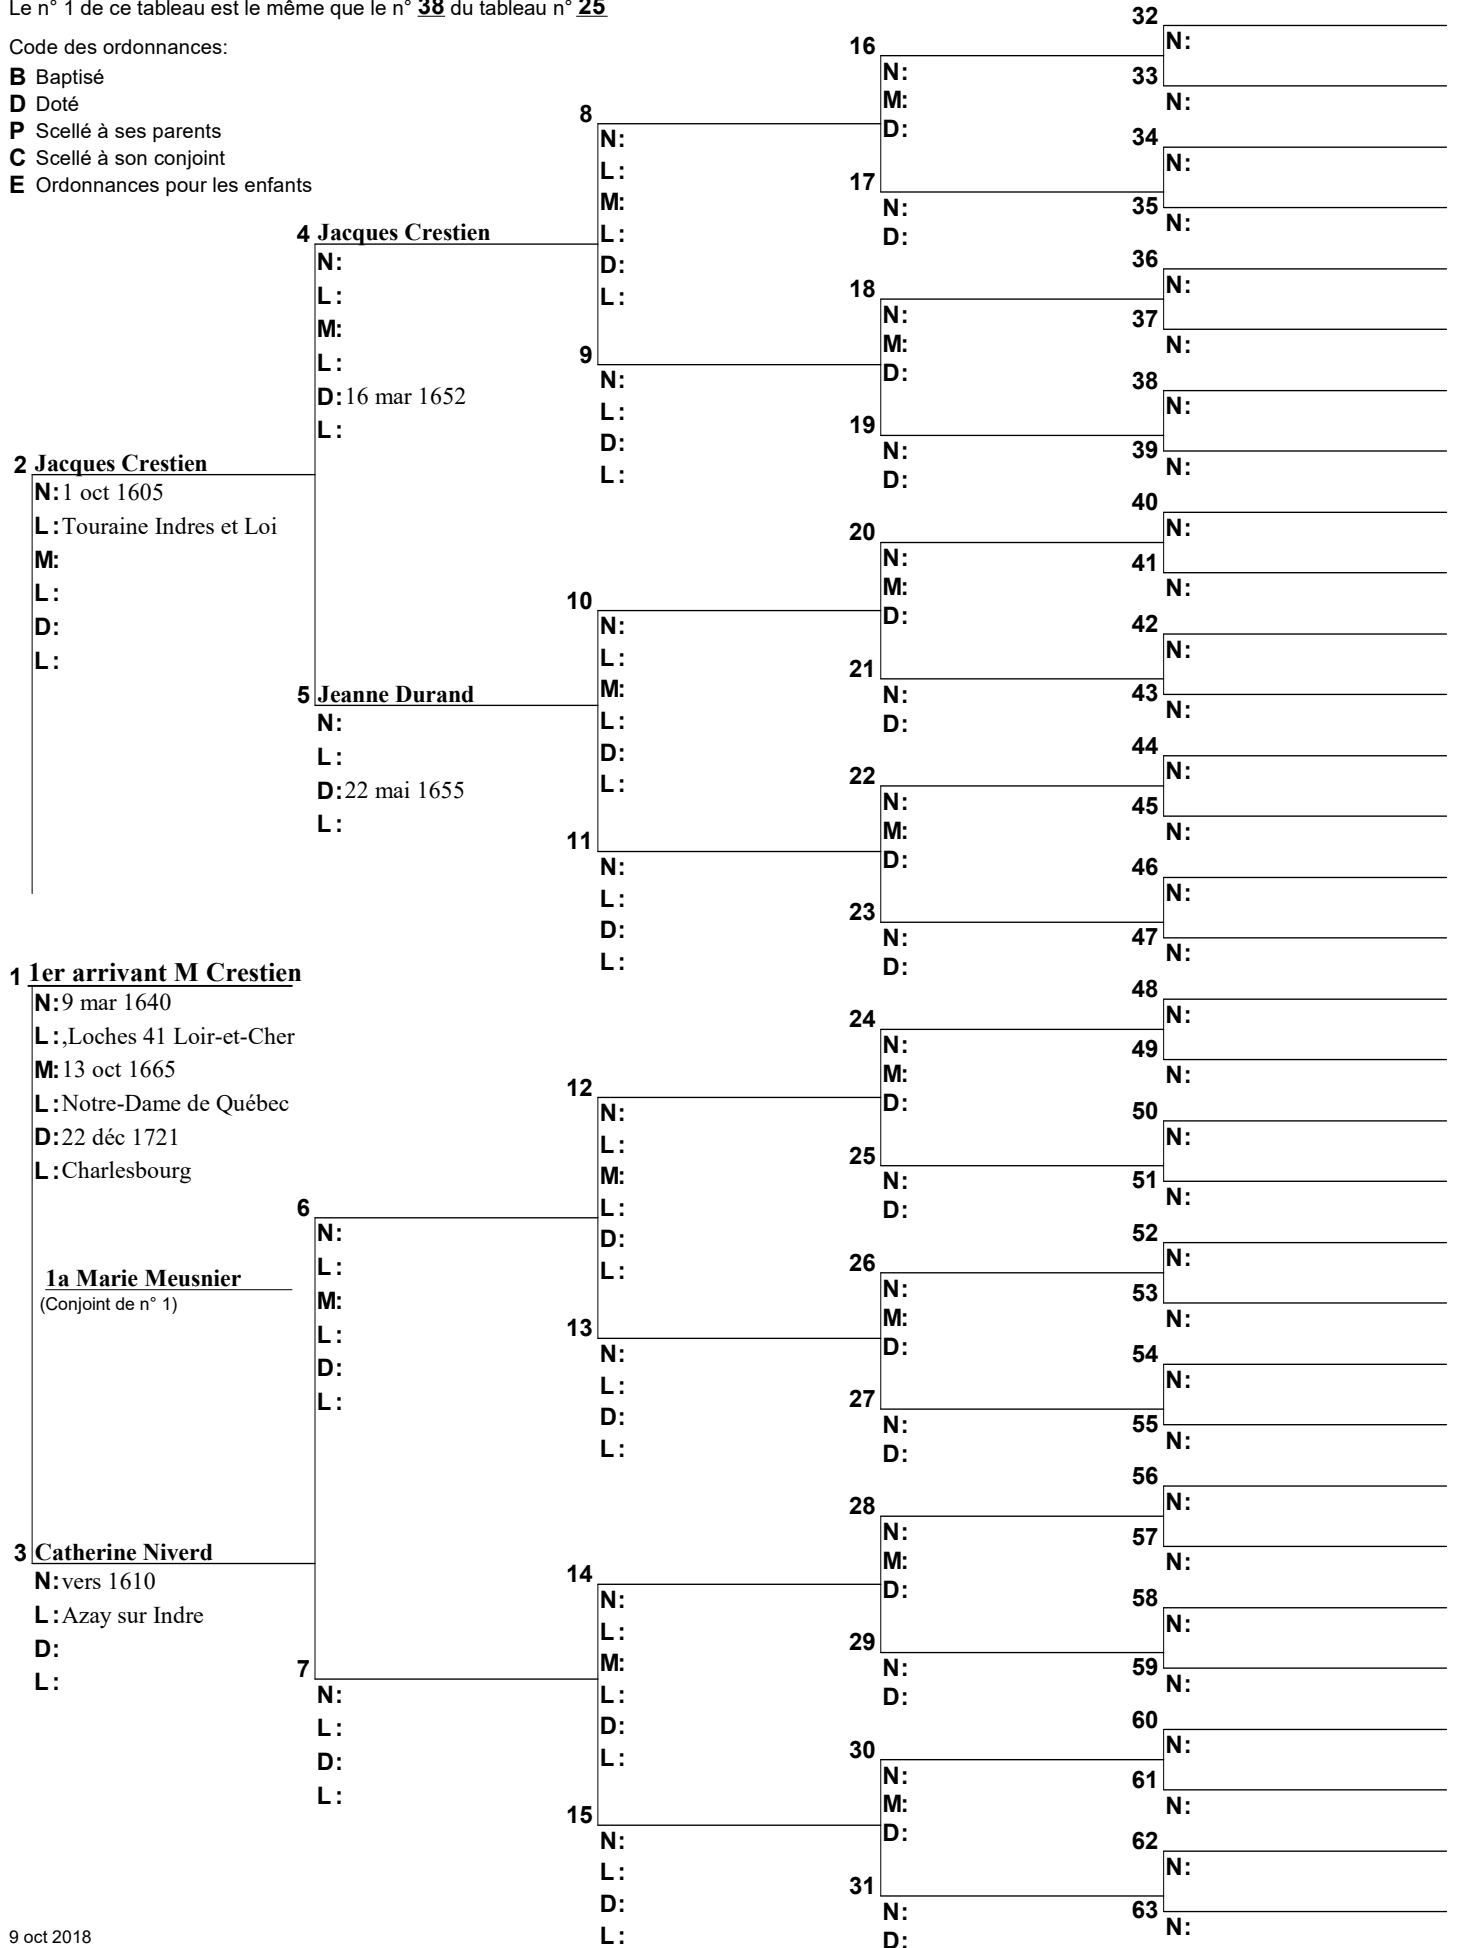 Le n° 1 de ce tableau est le même que le n° 38 du tableau n° 25
Code des ordonnances:
B Baptisé
D Doté
P Scellé à ses parents
C Scellé à son conjoint
E Ordonnances pour les enfants
2 Jacques Crestien
N: 1 oct 1605
L: Touraine Indres et Loi
M:
L:
D:
L:
1 1er arrivant M Crestien
N: 9 mar 1640
L: ,Loches 41 Loir-et-Cher
M: 13 oct 1665
L: Notre-Dame de Québec
D: 22 déc 1721
L: Charlesbourg
1a Marie Meusnier
(Conjoint de n° 1)
3 Catherine Niverd
N: vers 1610
L: Azay sur Indre
D:
L:
9 oct 2018
4 Jacques Crestien
N:
L:
M:
L:
D: 16 mar 1652
L:
5 Jeanne Durand
N:
L:
D: 22 mai 1655
L:
6
N:
L:
M:
L:
D:
L:
7
N:
L:
D:
L:
8
N:
L:
M:
L:
D:
L:
9
N:
L:
D:
L:
10
N:
L:
M:
L:
D:
L:
11
N:
L:
D:
L:
12
N:
L:
M:
L:
D:
L:
13
N:
L:
D:
L:
14
N:
L:
M:
L:
D:
L:
15
N:
L:
D:
L:
16
N:
M:
D:
17
N:
D:
18
N:
M:
D:
19
N:
D:
20
N:
M:
D:
21
N:
D:
22
N:
M:
D:
23
N:
D:
24
N:
M:
D:
25
N:
D:
26
N:
M:
D:
27
N:
D:
28
N:
M:
D:
29
N:
D:
30
N:
M:
D:
31
N:
D:
32
N:
33
N:
34
N:
35
N:
36
N:
37
N:
38
N:
39
N:
40
N:
41
N:
42
N:
43
N:
44
N:
45
N:
46
N:
47
N:
48
N:
49
N:
50
N:
51
N:
52
N:
53
N:
54
N:
55
N:
56
N:
57
N:
58
N:
59
N:
60
N:
61
N:
62
N:
63
N: